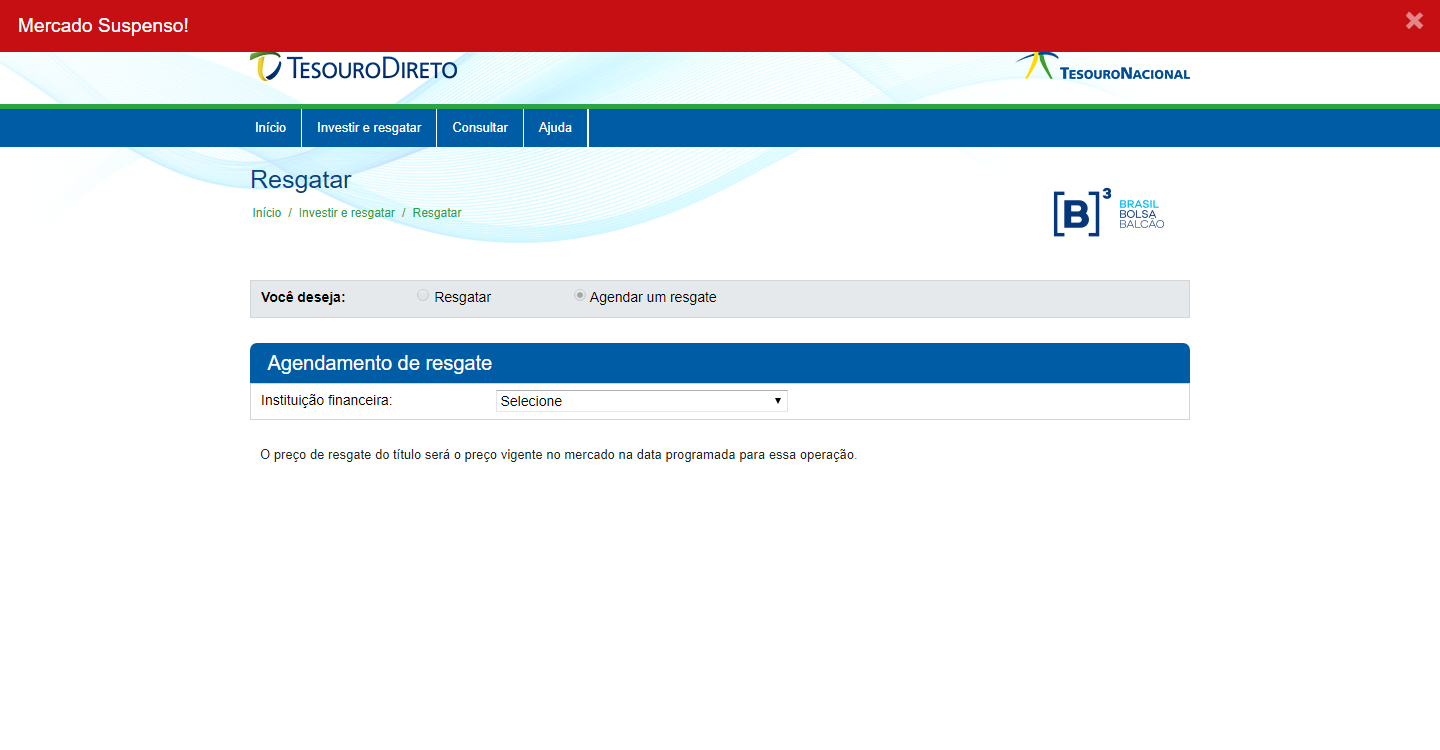 Mercado Suspenso!
TESOURODIRETO
TESOURONACIONAL
Início
Investir e resgatar
Consultar
Ajuda
Resgatar
Início / Investir e resgatar / Resgatar
[B]³ BRASIL
BOLSA
BALCÃO
Você deseja: Resgatar Agendar um resgate
Agendamento de resgate
Instituição financeira: Selecione
O preço de resgate do título será o preço vigente no mercado na data programada para essa operação.